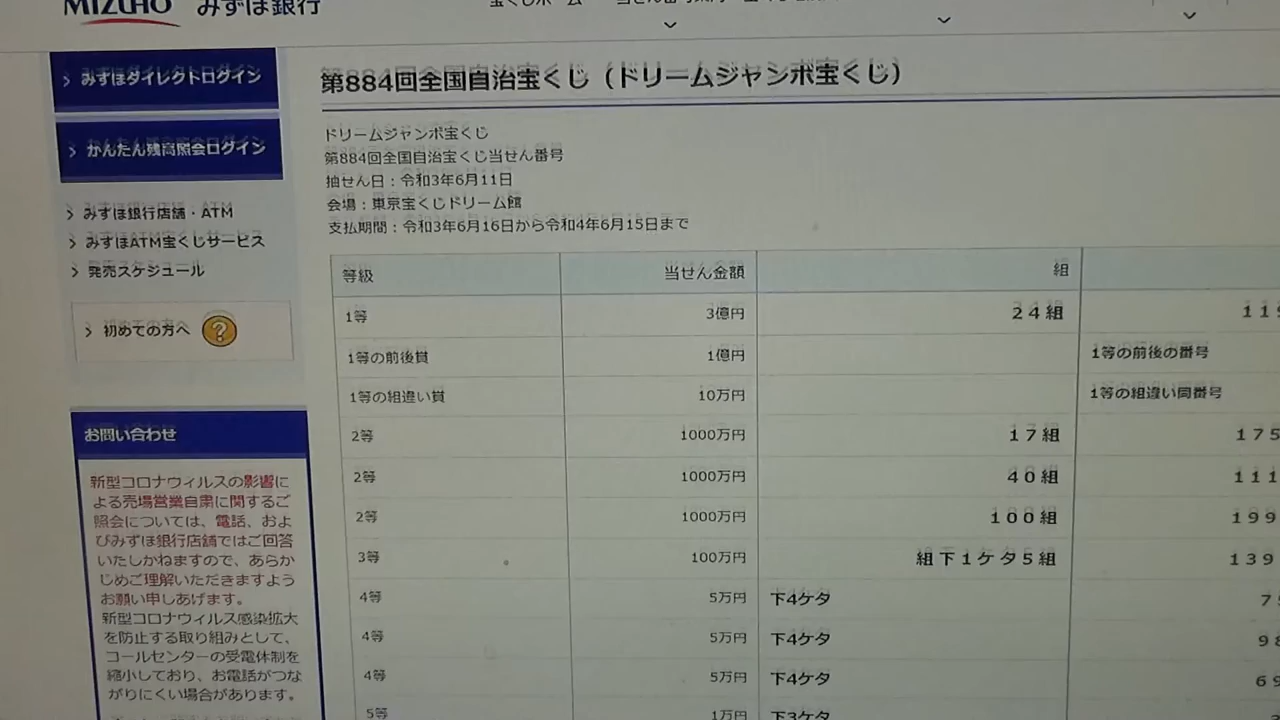 MIZUHO みずほ銀行
みずほダイレクトログイン
かんたん残高照会ログイン
みずほ銀行店舗・ATM
みずほATM宝くじサービス
発売スケジュール
初めての方へ ?
お問い合わせ
新型コロナウィルスの影響に
よる売場営業自粛に関するご
照会については、電話、およ
びみずほ銀行店舗ではご回答
いたしかねますので、あらか
じめご理解いただきますよう
お願い申しあげます。
新型コロナウィルス感染拡大
を防止する取り組みとして、
コールセンターの受電体制を
縮小しており、お電話がつな
がりにくい場合があります。
第884回全国自治宝くじ（ドリームジャンボ宝くじ）
ドリームジャンボ宝くじ
第884回全国自治宝くじ当せん番号
抽せん日：令和3年6月11日
会場：東京宝くじドリーム館
支払期間：令和3年6月16日から令和4年6月15日まで
等級 当せん金額 組
1等 3億円 24組 119
1等の前後賞 1億円 1等の前後の番号
1等の組違い賞 10万円 1等の組違い同番号
2等 1000万円 17組 175
2等 1000万円 40組 111
2等 1000万円 100組 199
3等 100万円 組下1ケタ5組 139
4等 5万円 下4ケタ 75
4等 5万円 下4ケタ 98
4等 5万円 下4ケタ 69
5等 1万円 下3ケタ